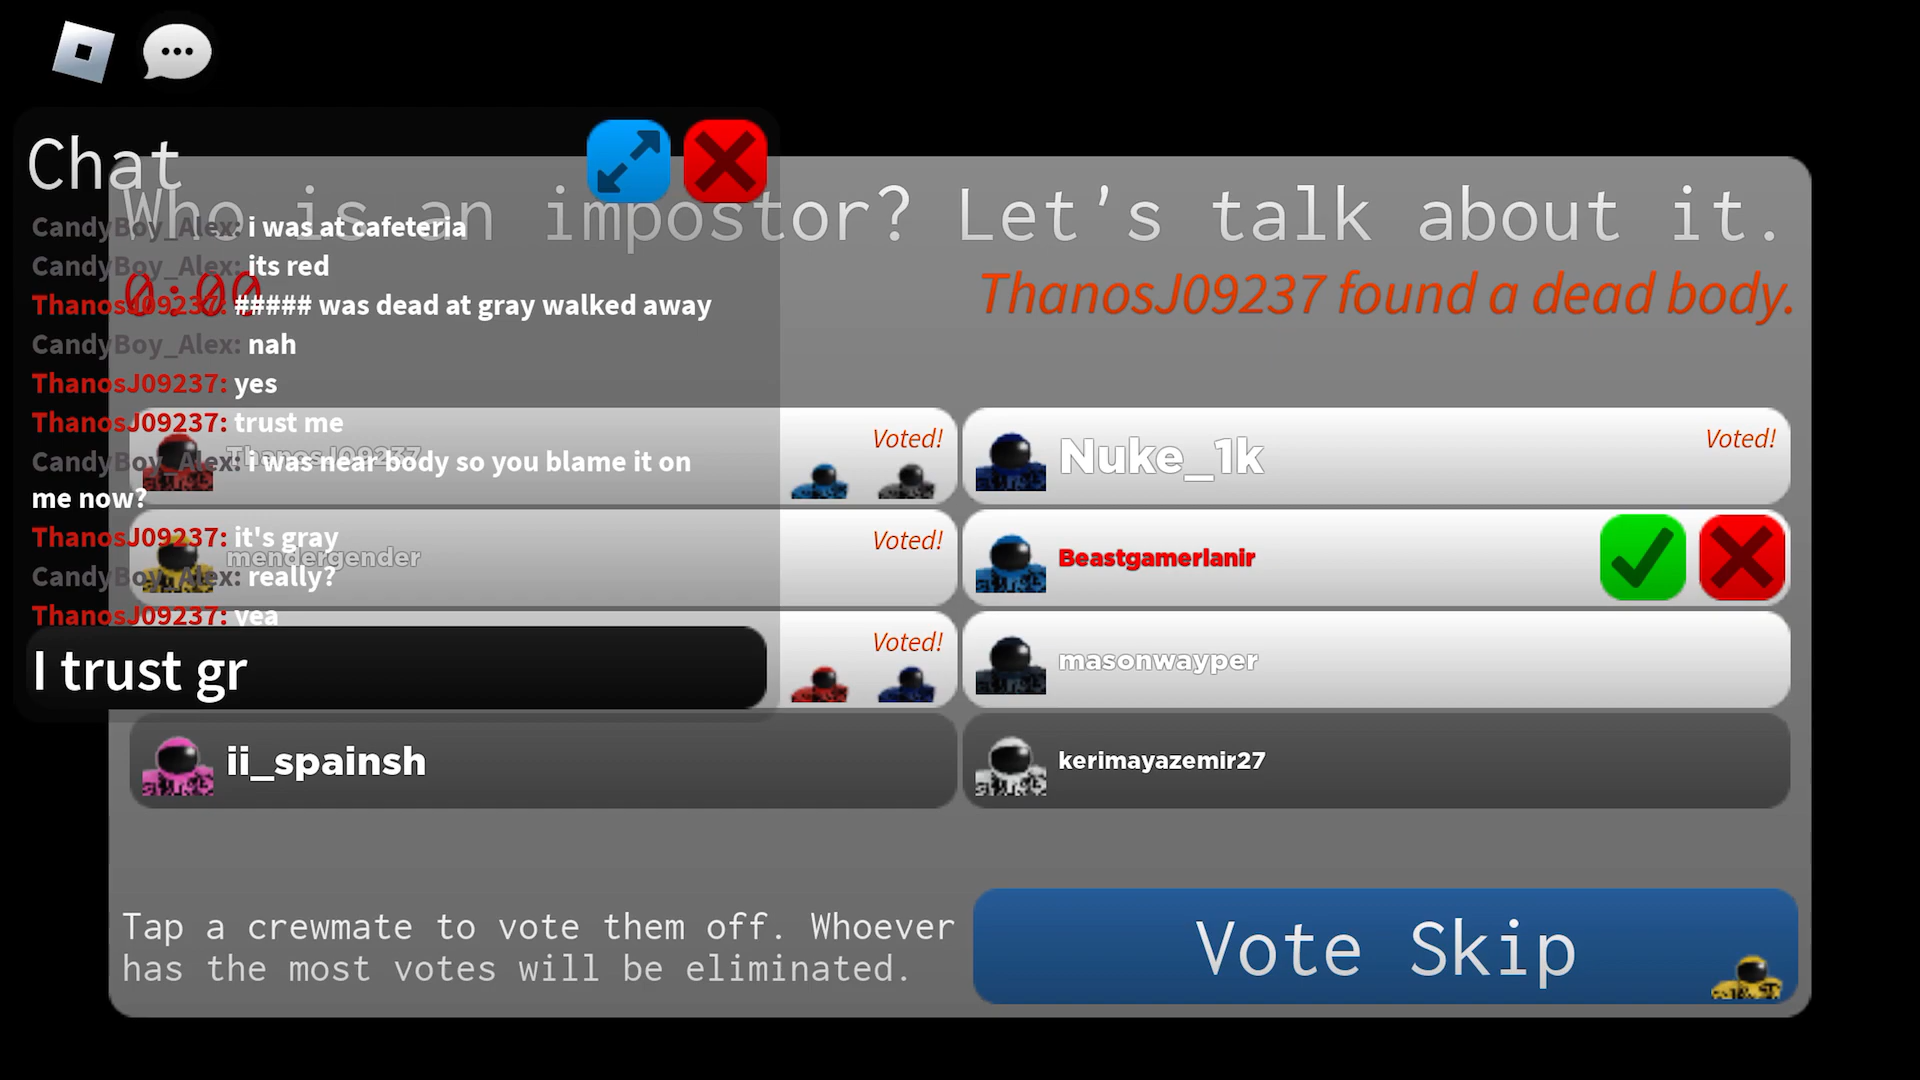 Chat
Who is an impostor? Let's talk about it.
0:00
ThanosJ09237 found a dead body.
CandyBoy_Alex: i was at cafeteria
CandyBoy_Alex: its red
ThanosJ09237: ##### was dead at gray walked away
CandyBoy_Alex: nah
ThanosJ09237: yes
ThanosJ09237: trust me
CandyBoy_Alex: i was near body so you blame it on
me now?
ThanosJ09237: it's gray
CandyBoy_Alex: really?
ThanosJ09237: yea
I trust gr
ThanosJ09237
Voted!
Nuke_1k
Voted!
mendergender
Voted!
Beastgamerlanir
Voted!
masonwayper
ii_spainsh
kerimayazemir27
Tap a crewmate to vote them off. Whoever
has the most votes will be eliminated.
Vote Skip